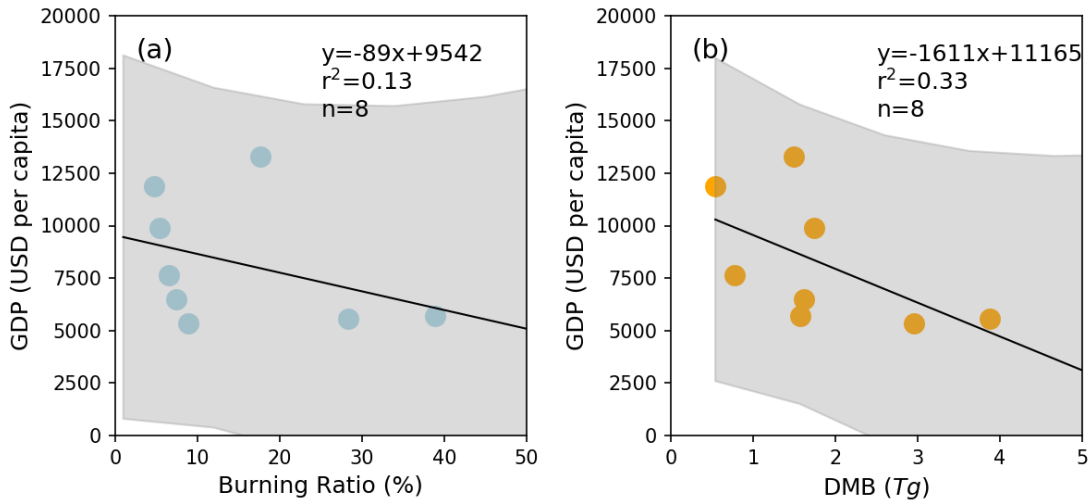 (a)
y=-89x+9542
r²=0.13
n=8
20000
17500
15000
12500
10000
7500
5000
2500
0
GDP (USD per capita)
0 10 20 30 40 50
Burning Ratio (%)
(b)
y=-1611x+11165
r²=0.33
n=8
20000
17500
15000
12500
10000
7500
5000
2500
0
GDP (USD per capita)
0 1 2 3 4 5
DMB (Tg)